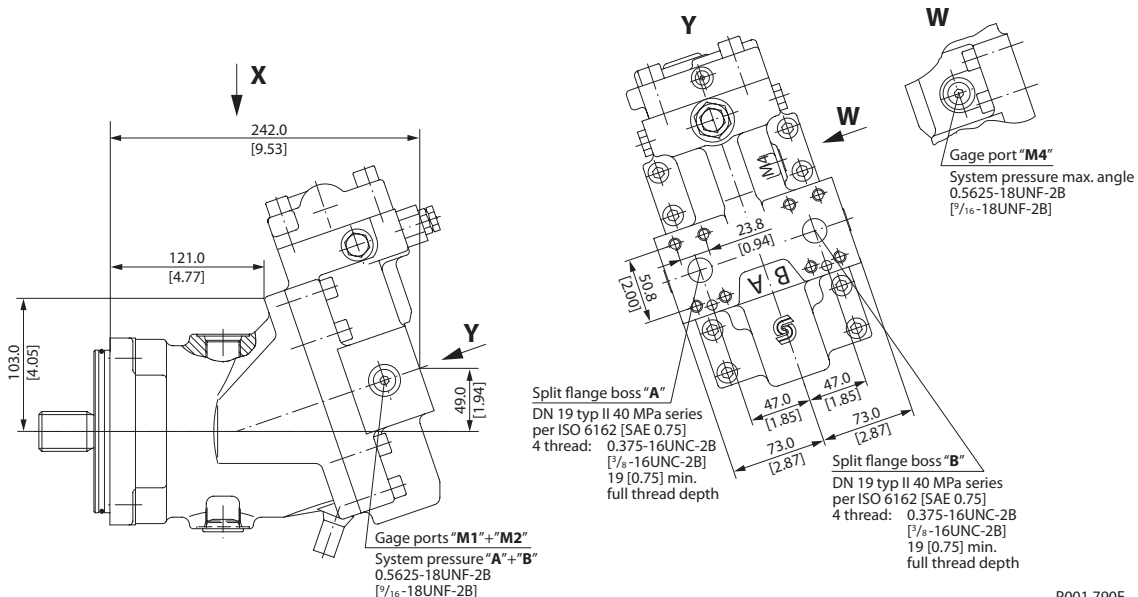 X
242.0
[9.53]
121.0
[4.77]
103.0
[4.05]
Y
49.0
[1.94]
Gage ports "M1"+"M2"
System pressure "A"+"B"
0.5625-18UNF-2B
[9/16-18UNF-2B]
Y
W
M4
23.8
[0.94]
50.8
[2.00]
B A
47.0
[1.85]
47.0
[1.85]
73.0
[2.87]
73.0
[2.87]
Split flange boss "A"
DN 19 typ II 40 MPa series
per ISO 6162 [SAE 0.75]
4 thread: 0.375-16UNC-2B
[3/8-16UNC-2B]
19 [0.75] min.
full thread depth
Split flange boss "B"
DN 19 typ II 40 MPa series
per ISO 6162 [SAE 0.75]
4 thread: 0.375-16UNC-2B
[3/8-16UNC-2B]
19 [0.75] min.
full thread depth
W
Gage port "M4"
System pressure max. angle
0.5625-18UNF-2B
[9/16-18UNF-2B]